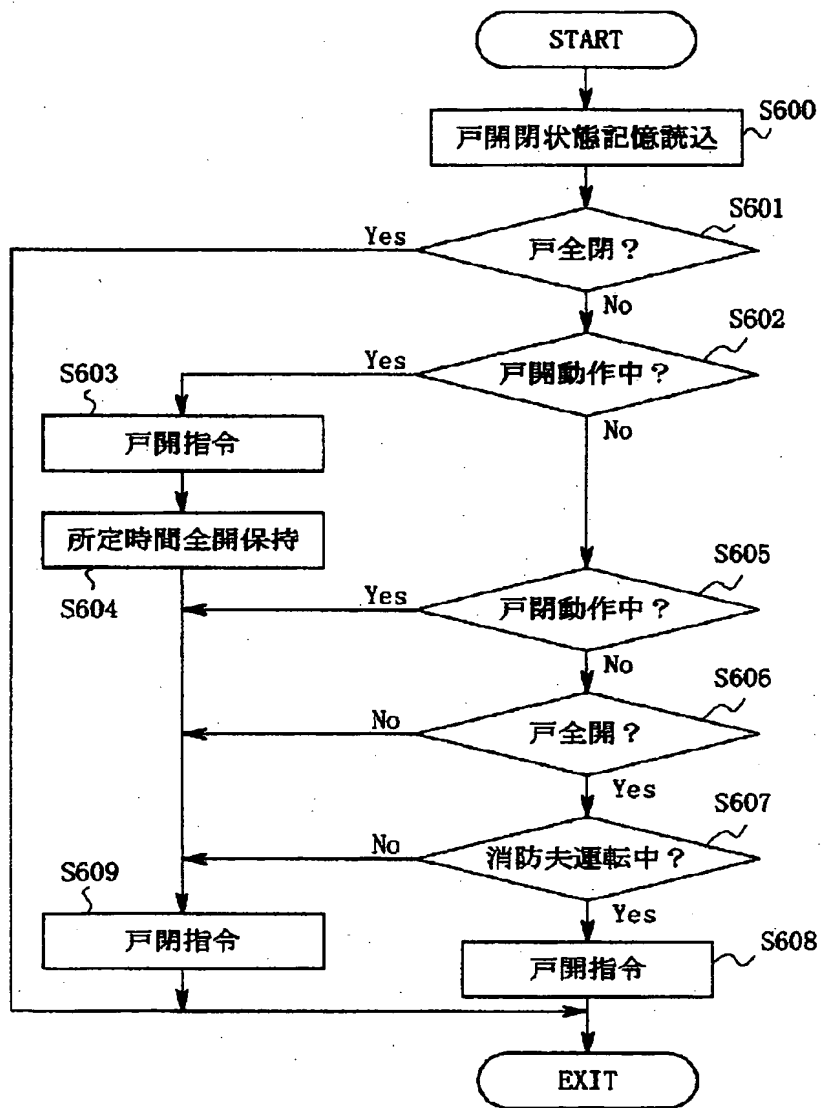 START
S600
戸開閉状態記憶読込
S601
Yes
戸全閉?
No
S602
Yes
戸開動作中?
No
S603
戸開指令
所定時間全開保持
S604
S605
Yes
戸閉動作中?
No
S606
No
戸全開?
Yes
S607
No
消防夫運転中?
Yes
S609
戸閉指令
S608
戸開指令
EXIT